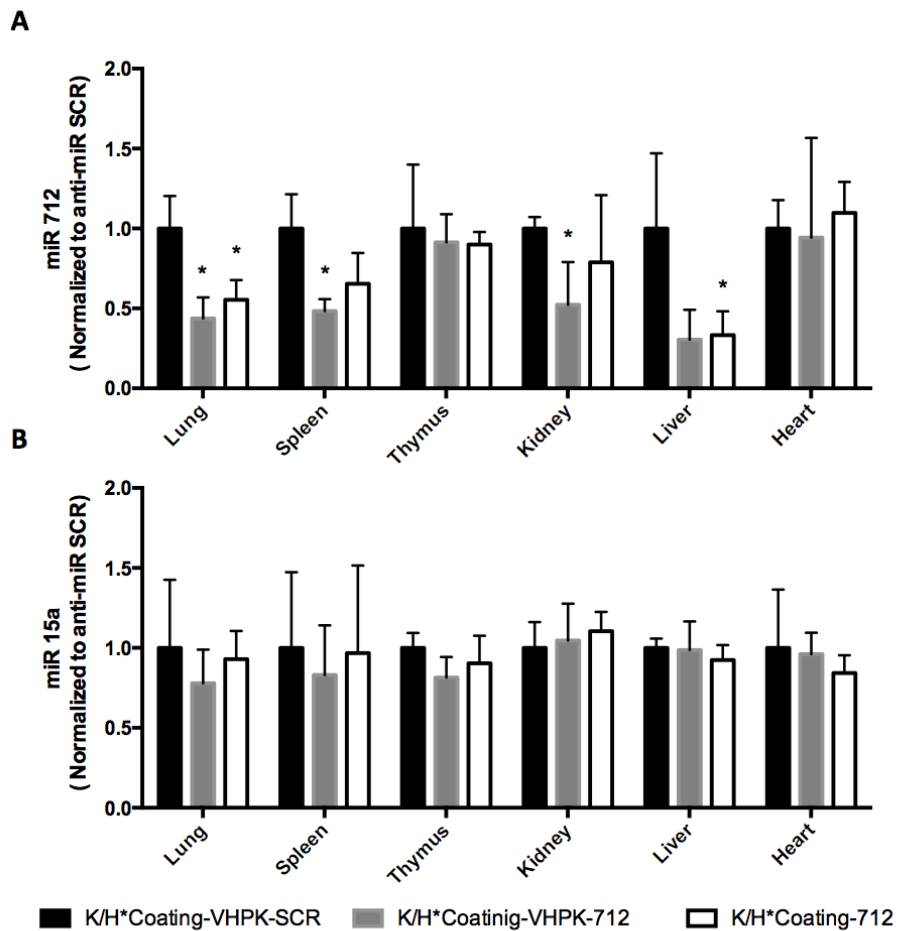 A
miR 712
( Normalized to anti-miR SCR)
2.0
1.5
1.0
0.5
0.0
* * * * *
Lung Spleen Thymus Kidney Liver Heart
B
miR 15a
( Normalized to anti-miR SCR)
2.0
1.5
1.0
0.5
0.0
Lung Spleen Thymus Kidney Liver Heart
K/H*Coating-VHPK-SCR K/H*Coatinig-VHPK-712 K/H*Coating-712